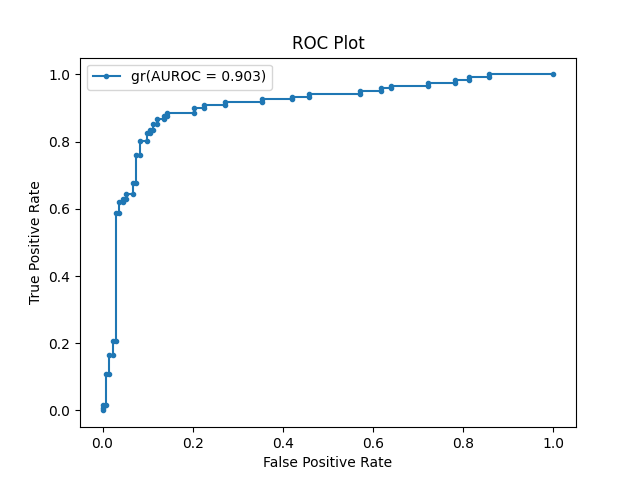 ROC Plot
gr(AUROC = 0.903)
True Positive Rate
1.0
0.8
0.6
0.4
0.2
0.0
0.0 0.2 0.4 0.6 0.8 1.0
False Positive Rate